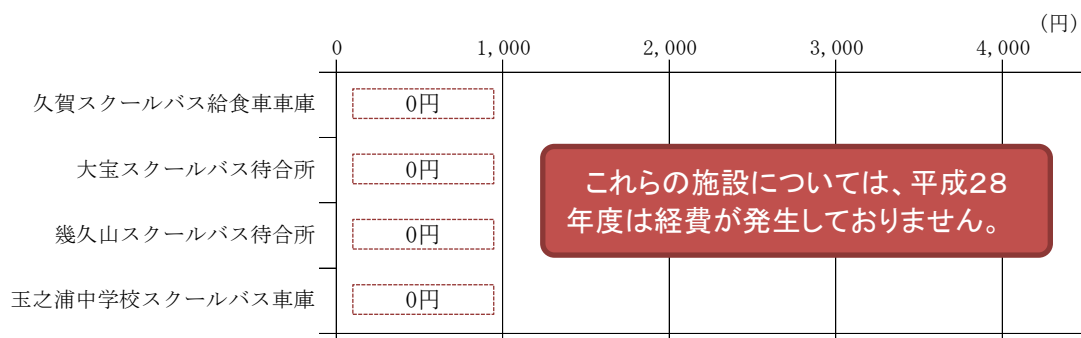 (円)
0 1,000 2,000 3,000 4,000
久賀スクールバス給食車車庫 0円
大宝スクールバス待合所 0円
幾久山スクールバス待合所 0円
玉之浦中学校スクールバス車庫 0円
これらの施設については、平成28
年度は経費が発生しておりません。